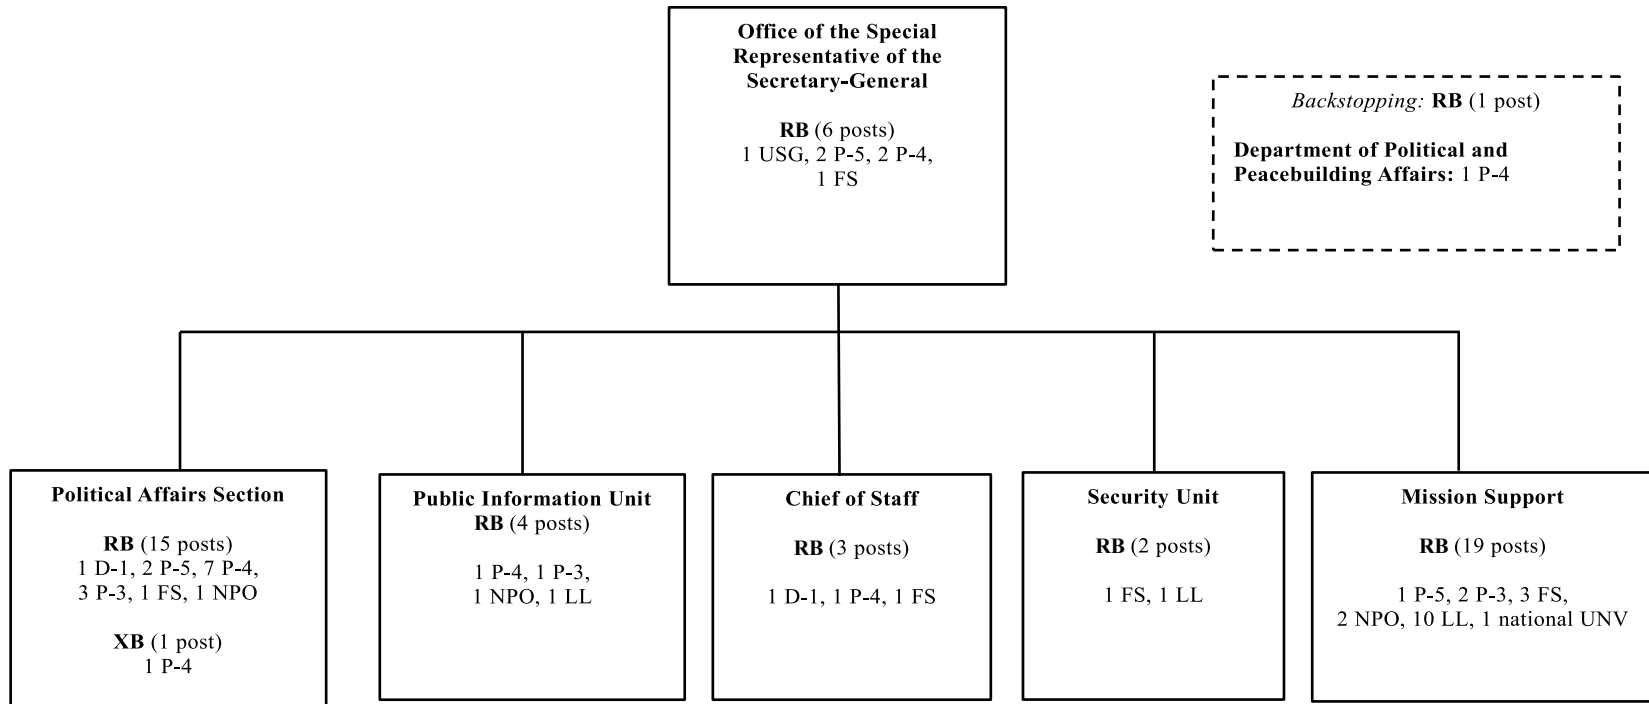 Office of the Special
Representative of the
Secretary-General
RB (6 posts)
1 USG, 2 P-5, 2 P-4,
1 FS
Backstopping: RB (1 post)
Department of Political and
Peacebuilding Affairs: 1 P-4
Political Affairs Section
RB (15 posts)
1 D-1, 2 P-5, 7 P-4,
3 P-3, 1 FS, 1 NPO
XB (1 post)
1 P-4
Public Information Unit
RB (4 posts)
1 P-4, 1 P-3,
1 NPO, 1 LL
Chief of Staff
RB (3 posts)
1 D-1, 1 P-4, 1 FS
Security Unit
RB (2 posts)
1 FS, 1 LL
Mission Support
RB (19 posts)
1 P-5, 2 P-3, 3 FS,
2 NPO, 10 LL, 1 national UNV